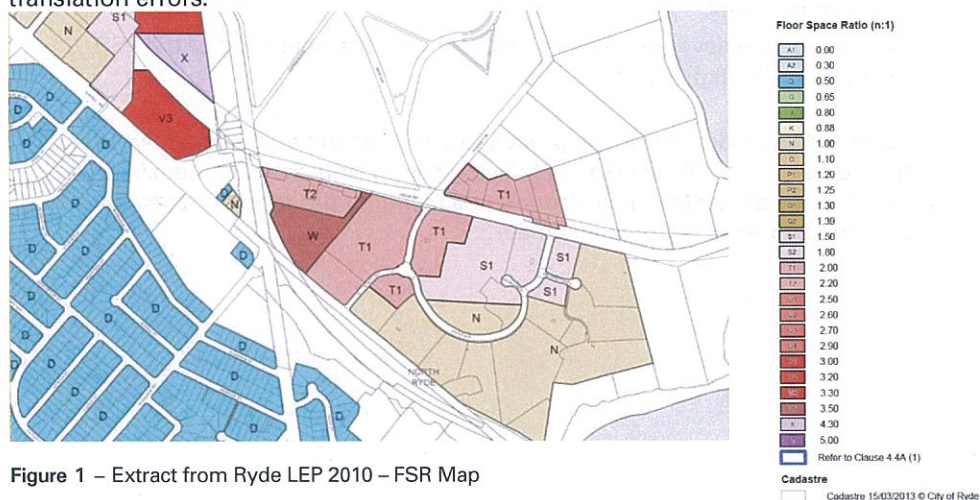 translation errors.
N
S1
X
V3
D
D
D
D
D
N
D
D
D
D
D
D
D
D
D
D
D
D
D
D
T2
W
T1
T1
T1
T1
S1
S1
S1
N
N
NORTH
RYDE
Floor Space Ratio (n:1)
A1 0.00
A2 0.30
D 0.50
G 0.65
I 0.80
K 0.88
N 1.00
O 1.10
P1 1.20
P2 1.25
Q1 1.30
Q2 1.39
S1 1.50
S2 1.80
T1 2.00
T2 2.20
2.50
2.60
2.70
2.90
3.00
3.20
3.30
3.50
X 4.30
5.00
Refer to Clause 4.4A (1)
Cadastre
Cadastre 15/03/2013 © City of Ryde
Figure 1 – Extract from Ryde LEP 2010 – FSR Map